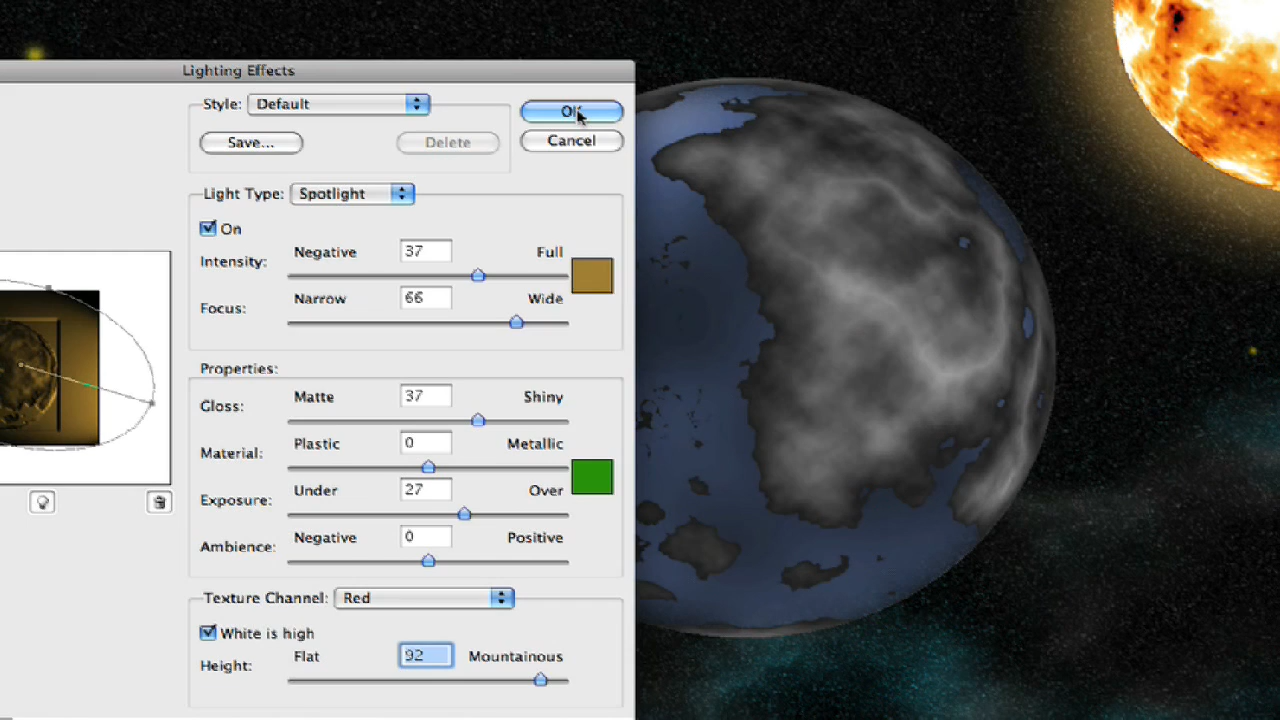 Lighting Effects
Style: Default
OK
Save... Delete
Cancel
Light Type: Spotlight
On
Negative 37 Full
Intensity:
Narrow 66 Wide
Focus:
Properties:
Matte 37 Shiny
Gloss:
Plastic 0 Metallic
Material:
Under 27 Over
Exposure:
Negative 0 Positive
Ambience:
Texture Channel: Red
White is high
Flat 92 Mountainous
Height: